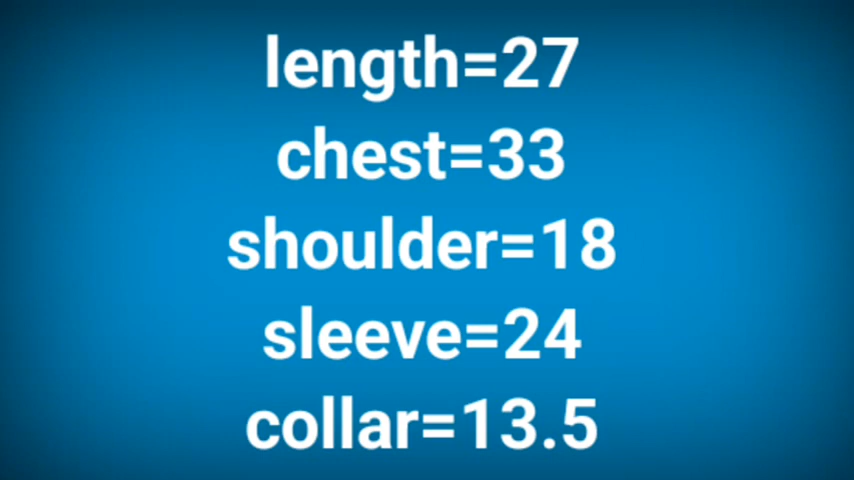 length=27
chest=33
shoulder=18
sleeve=24
collar=13.5